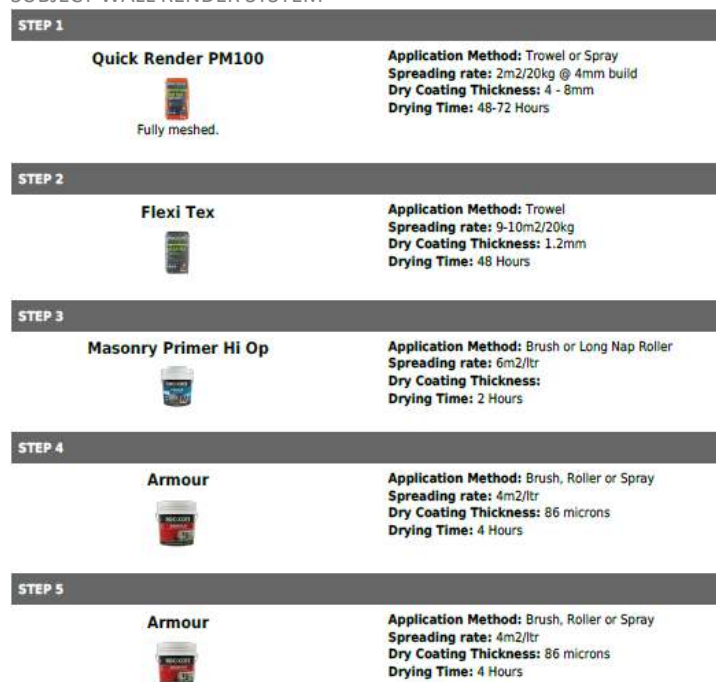 SUBJECT WALL RENDER SYSTEM
STEP 1
Quick Render PM100
Fully meshed.
Application Method: Trowel or Spray
Spreading rate: 2m2/20kg @ 4mm build
Dry Coating Thickness: 4 - 8mm
Drying Time: 48-72 Hours
STEP 2
Flexi Tex
Application Method: Trowel
Spreading rate: 9-10m2/20kg
Dry Coating Thickness: 1.2mm
Drying Time: 48 Hours
STEP 3
Masonry Primer Hi Op
Application Method: Brush or Long Nap Roller
Spreading rate: 6m2/ltr
Dry Coating Thickness:
Drying Time: 2 Hours
STEP 4
Armour
Application Method: Brush, Roller or Spray
Spreading rate: 4m2/ltr
Dry Coating Thickness: 86 microns
Drying Time: 4 Hours
STEP 5
Armour
Application Method: Brush, Roller or Spray
Spreading rate: 4m2/ltr
Dry Coating Thickness: 86 microns
Drying Time: 4 Hours